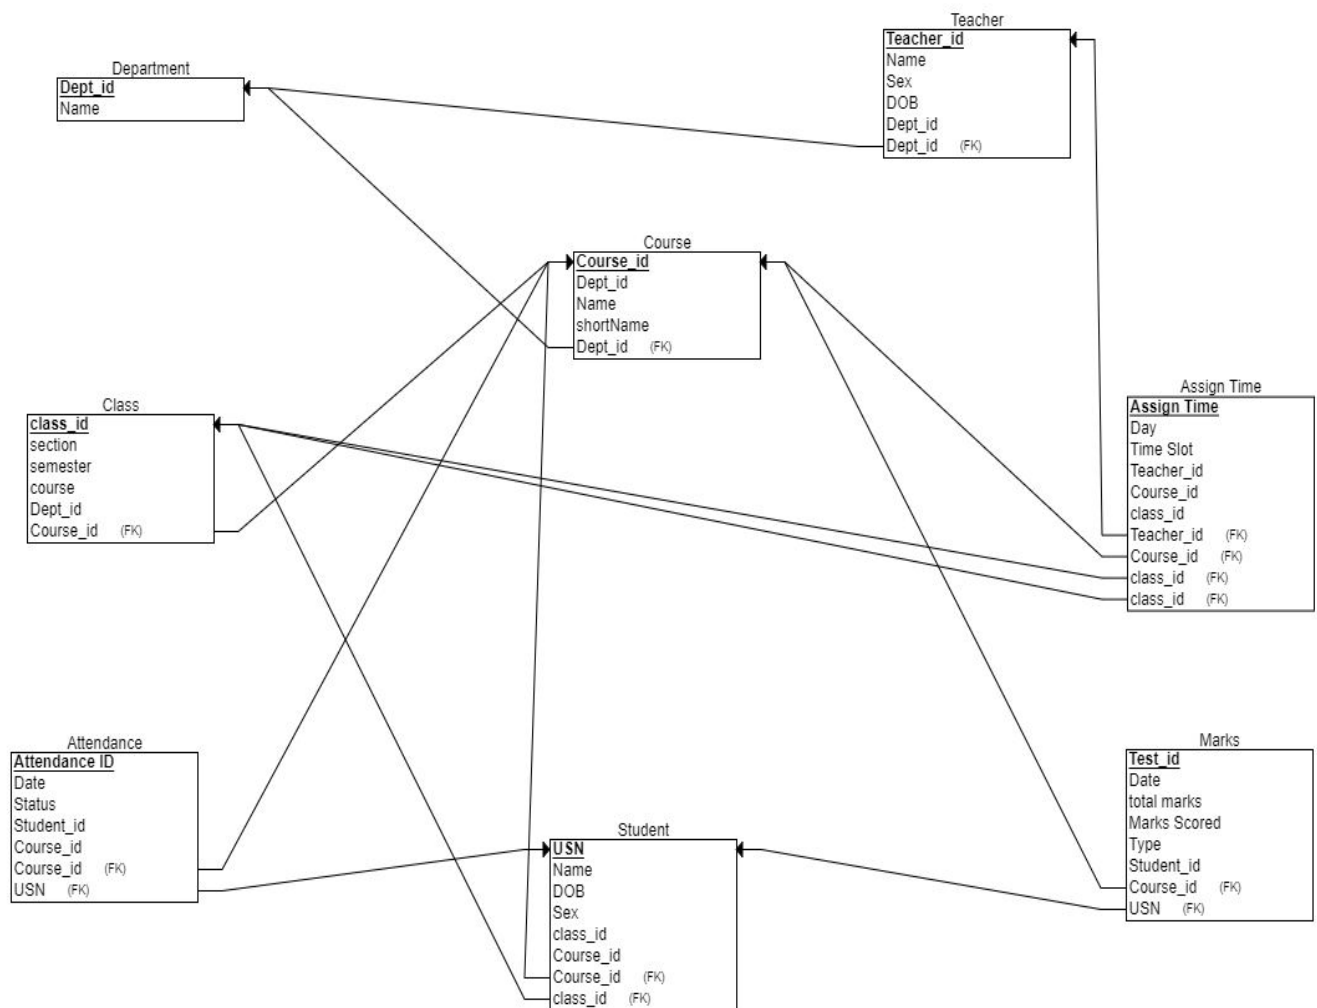 Teacher
Teacher_id
Name
Sex
DOB
Dept_id
Dept_id (FK)
Department
Dept_id
Name
Course
Course_id
Dept_id
Name
shortName
Dept_id (FK)
Class
class_id
section
semester
course
Dept_id
Course_id (FK)
Assign Time
Assign Time
Day
Time Slot
Teacher_id
Course_id
class_id
Teacher_id (FK)
Course_id (FK)
class_id (FK)
class_id (FK)
Attendance
Attendance ID
Date
Status
Student_id
Course_id
Course_id (FK)
USN (FK)
Student
USN
Name
DOB
Sex
class_id
Course_id
Course_id (FK)
class_id (FK)
Marks
Test_id
Date
total marks
Marks Scored
Type
Student_id
Course_id (FK)
USN (FK)